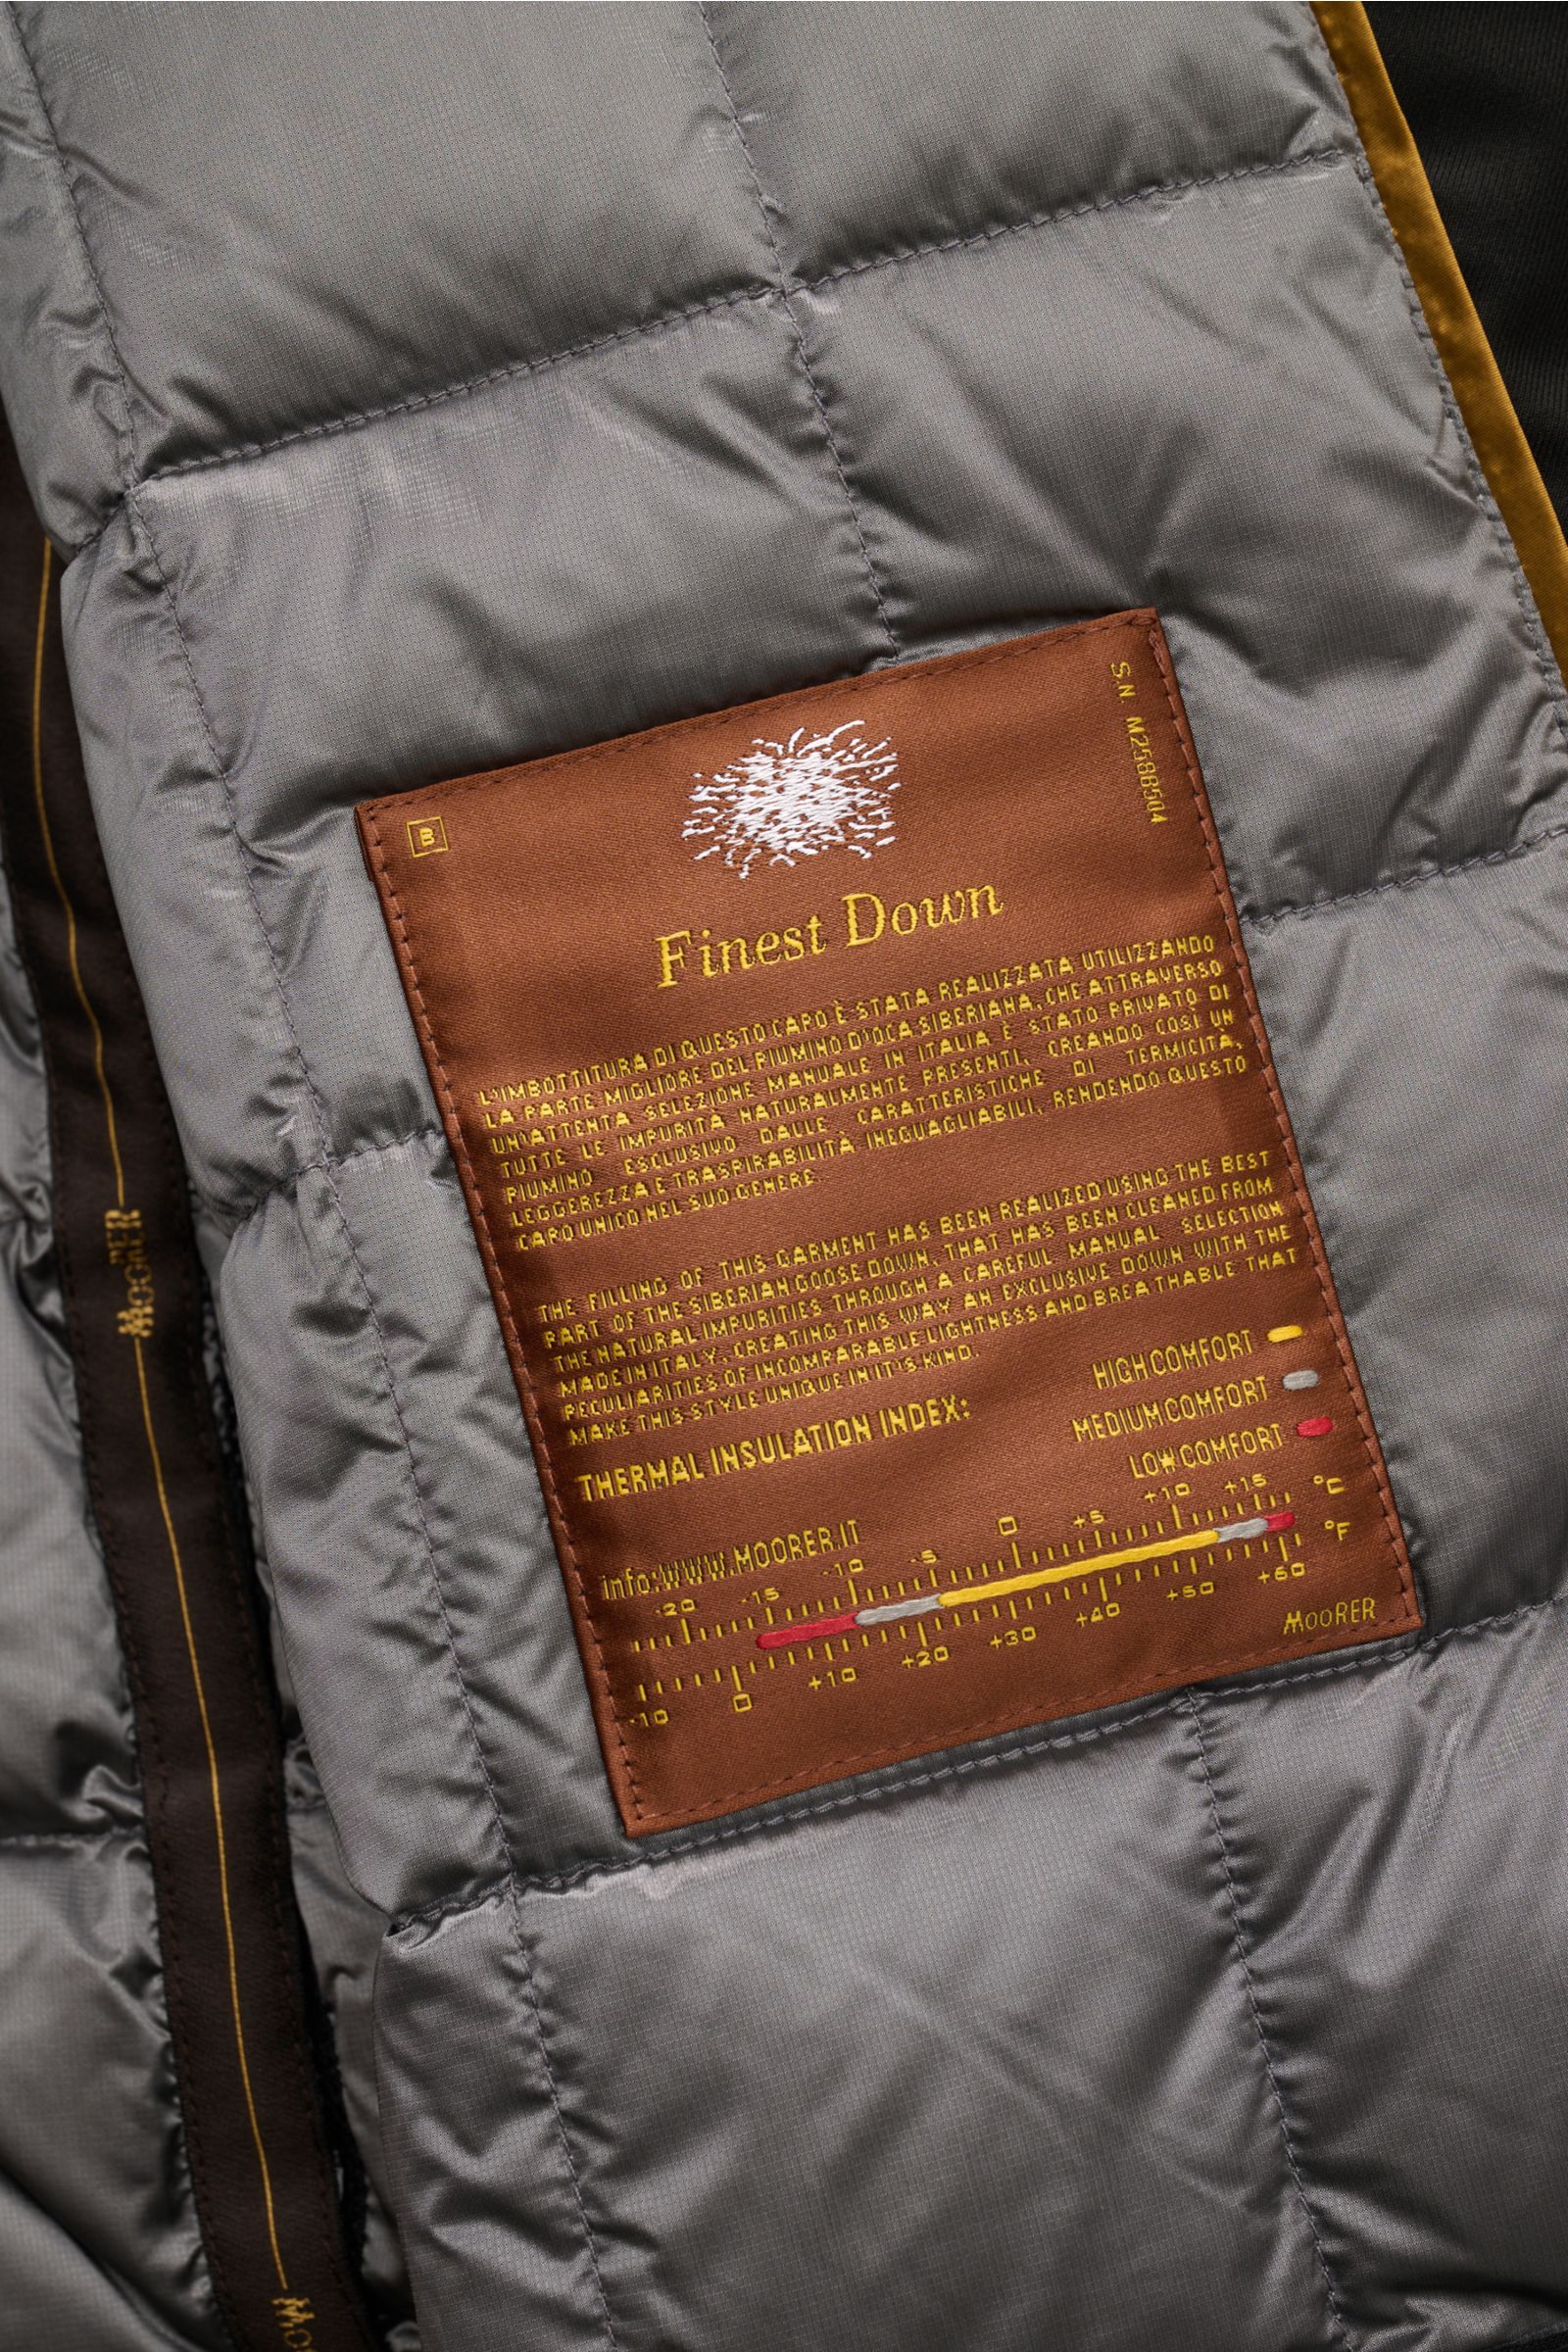 B
S.N. M2588504
Finest Down
L'IMBOTTITURA DI QUESTO CAPO È STATA REALIZZATA UTILIZZANDO
LA PARTE MIGLIORE DEL PIUMINO D'OCA SIBERIANA, CHE ATTRAVERSO
UN'ATTENTA SELEZIONE MANUALE IN ITALIA È STATO PRIVATO DI
TUTTE LE IMPURITÀ NATURALMENTE PRESENTI, CREANDO COSÌ UN
PIUMINO ESCLUSIVO DALLE CARATTERISTICHE DI TERMICITÀ,
LEGGEREZZA E TRASPIRABILITÀ INEGUAGLIABILI, RENDENDO QUESTO
CAPO UNICO NEL SUO GENERE.
THE FILLING OF THIS GARMENT HAS BEEN REALIZED USING THE BEST
PART OF THE SIBERIAN GOOSE DOWN, THAT HAS BEEN CLEANED FROM
THE NATURAL IMPURITIES THROUGH A CAREFUL MANUAL SELECTION
MADE IN ITALY, CREATING THIS WAY AN EXCLUSIVE DOWN WITH THE
PECULIARITIES OF INCOMPARABLE LIGHTNESS AND BREATHABLE THAT
MAKE THIS STYLE UNIQUE IN IT'S KIND.
HIGH COMFORT
MEDIUM COMFORT
LOW COMFORT
THERMAL INSULATION INDEX:
info:WWW.MOORER.IT
-20 -15 -10 -5 0 +5 +10 +15 °C
-10 0 +10 +20 +30 +40 +50 +60 °F
MOORER
MOORER